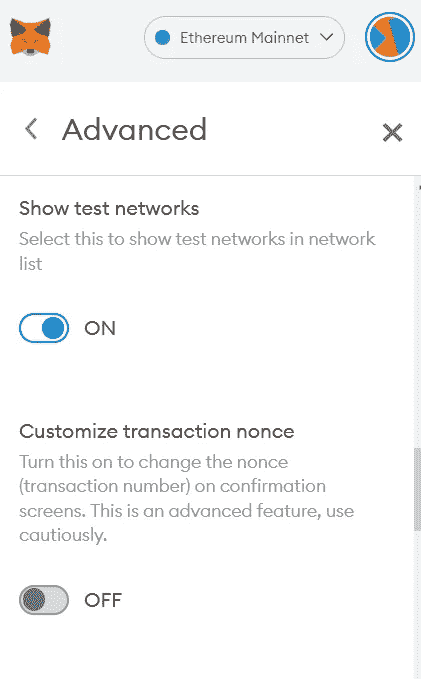 Ethereum Mainnet
Advanced
Show test networks
Select this to show test networks in network
list
ON
Customize transaction nonce
Turn this on to change the nonce
(transaction number) on confirmation
screens. This is an advanced feature, use
cautiously.
OFF